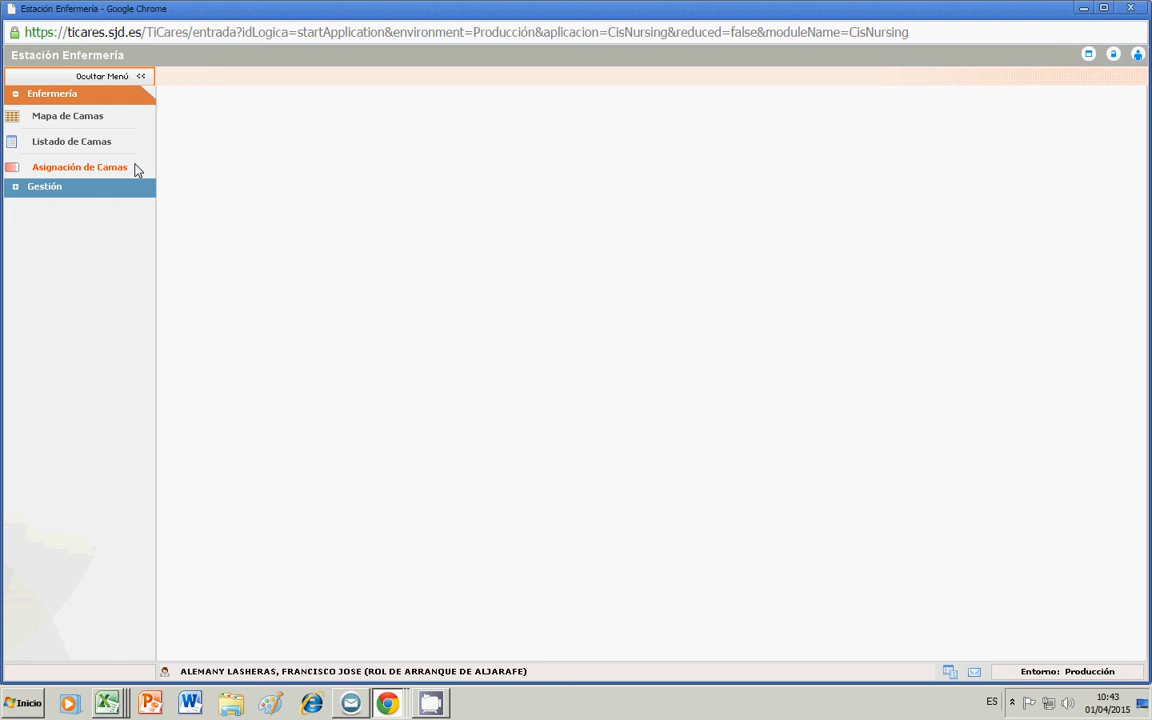 Estación Enfermería - Google Chrome
https://ticares.sjd.es/TiCares/entrada?idLogica=startApplication&environment=Producción&aplicacion=CisNursing&reduced=false&moduleName=CisNursing
Estación Enfermería
Ocultar Menú <<
Enfermería
Mapa de Camas
Listado de Camas
Asignación de Camas
Gestión
ALEMANY LASHERAS, FRANCISCO JOSE (ROL DE ARRANQUE DE ALJARAFE)
Entorno: Producción
Inicio
ES
10:43
01/04/2015